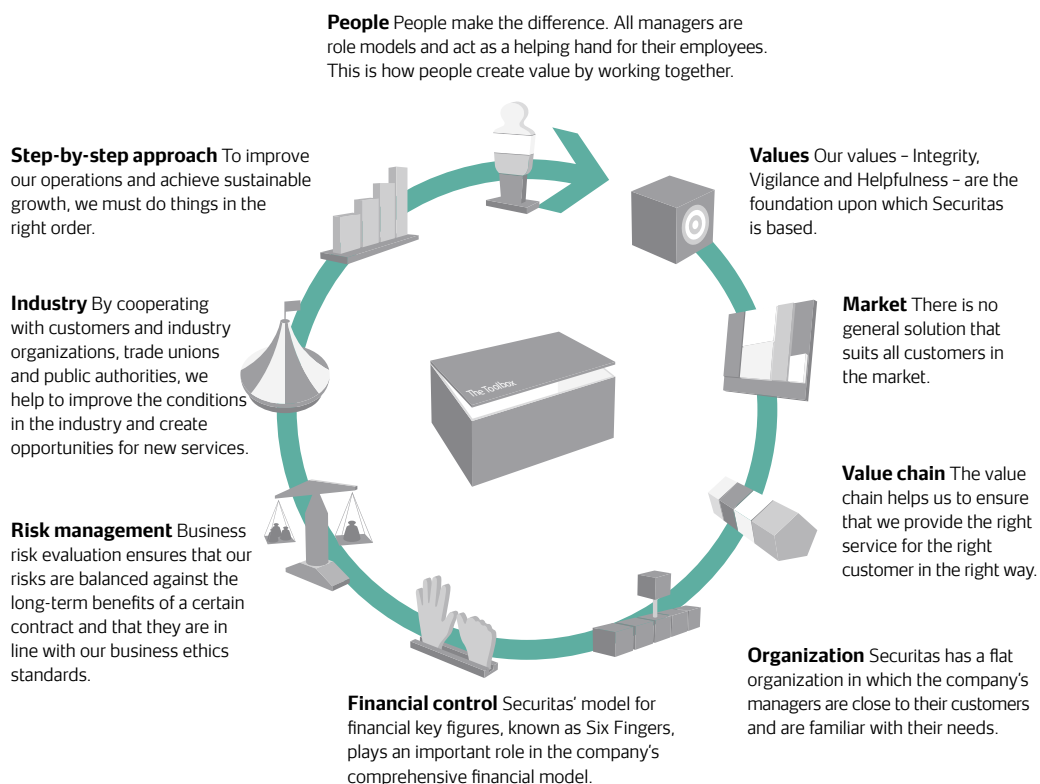 People People make the difference. All managers are
role models and act as a helping hand for their employees.
This is how people create value by working together.
Values Our values – Integrity,
Vigilance and Helpfulness – are the
foundation upon which Securitas
is based.
Market There is no
general solution that
suits all customers in
the market.
Value chain The value
chain helps us to ensure
that we provide the right
service for the right
customer in the right way.
Organization Securitas has a flat
organization in which the company’s
managers are close to their customers
and are familiar with their needs.
Financial control Securitas’ model for
financial key figures, known as Six Fingers,
plays an important role in the company’s
comprehensive financial model.
Risk management Business
risk evaluation ensures that our
risks are balanced against the
long-term benefits of a certain
contract and that they are in
line with our business ethics
standards.
Industry By cooperating
with customers and industry
organizations, trade unions
and public authorities, we
help to improve the conditions
in the industry and create
opportunities for new services.
Step-by-step approach To improve
our operations and achieve sustainable
growth, we must do things in the
right order.
The Toolbox